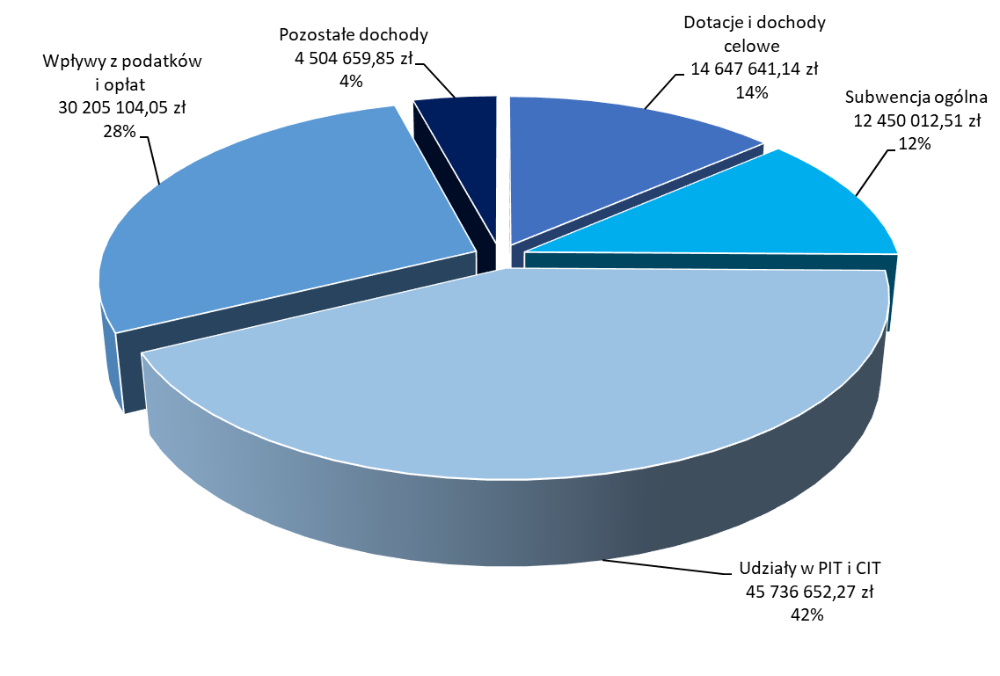 Dotacje i dochody
celowe
14 647 641,14 zł
14%
Subwencja ogólna
12 450 012,51 zł
12%
Udziały w PIT i CIT
45 736 652,27 zł
42%
Wpływy z podatków
i opłat
30 205 104,05 zł
28%
Pozostałe dochody
4 504 659,85 zł
4%